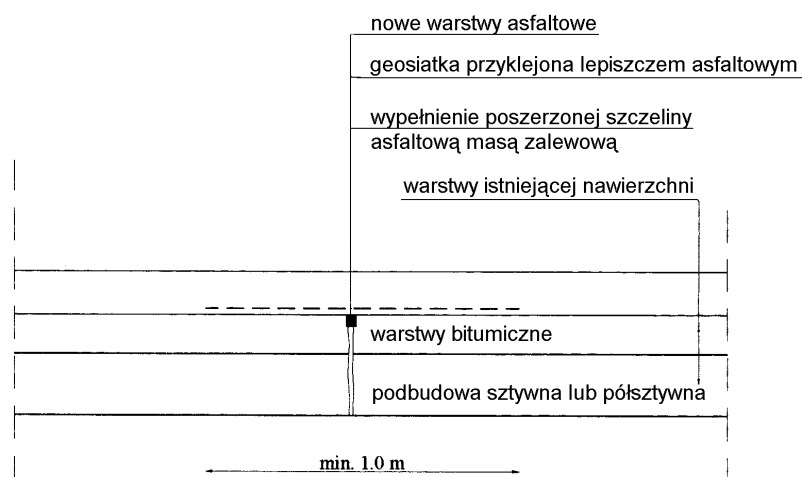 nowe warstwy asfaltowe
geosiatka przyklejona lepiszczem asfaltowym
wypełnienie poszerzonej szczeliny
asfaltową masą zalewową
warstwy istniejącej nawierzchni
warstwy bitumiczne
podbudowa sztywna lub półsztywna
min. 1.0 m